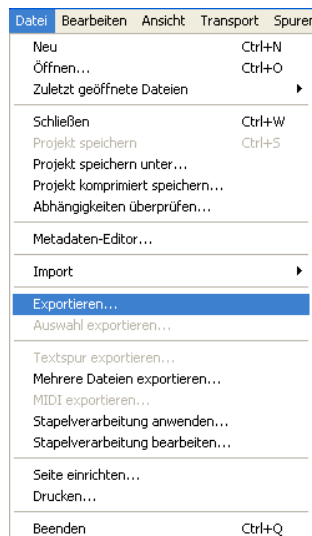 Datei Bearbeiten Ansicht Transport Spuren
Neu Ctrl+N
Öffnen... Ctrl+O
Zuletzt geöffnete Dateien
Schließen Ctrl+W
Projekt speichern Ctrl+S
Projekt speichern unter...
Projekt komprimiert speichern...
Abhängigkeiten überprüfen...
Metadaten-Editor...
Import
Exportieren...
Auswahl exportieren...
Textspur exportieren...
Mehrere Dateien exportieren...
MIDI exportieren...
Stapelverarbeitung anwenden...
Stapelverarbeitung bearbeiten...
Seite einrichten...
Drucken...
Beenden Ctrl+Q